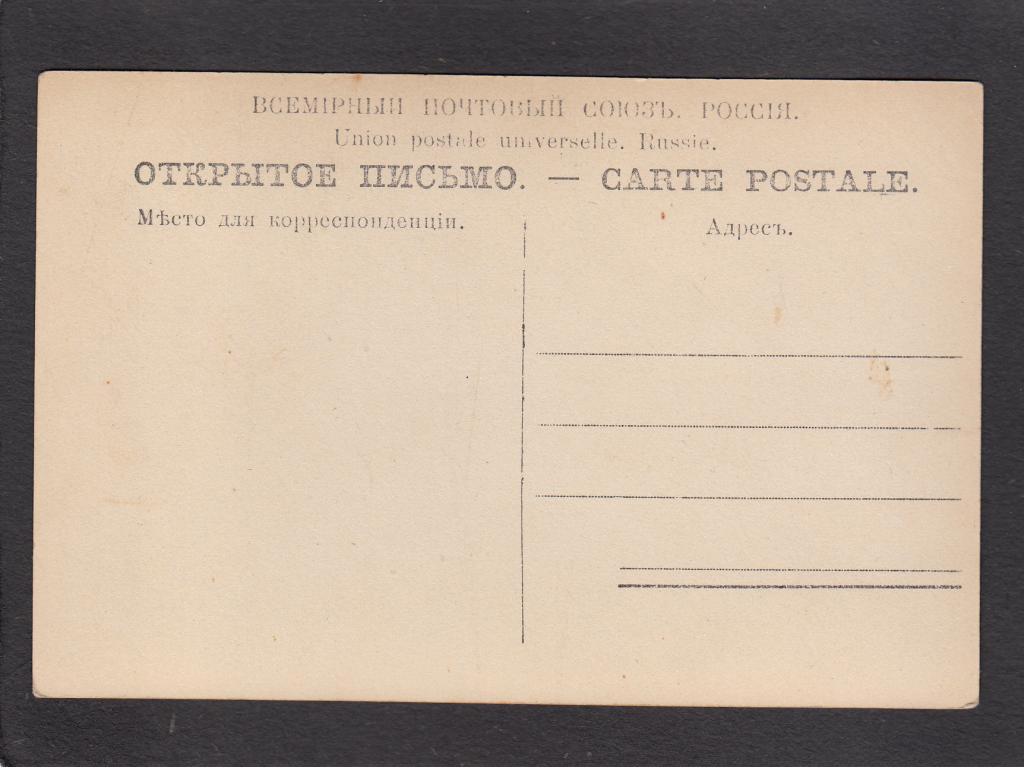 ВСЕМІРНЫЙ ПОЧТОВЫЙ СОЮЗЪ. РОССІЯ.
Union postale universelle. Russie.
ОТКРЫТОЕ ПИСЬМО. — CARTE POSTALE.
Мѣсто для корреспонденціи.
Адресъ.